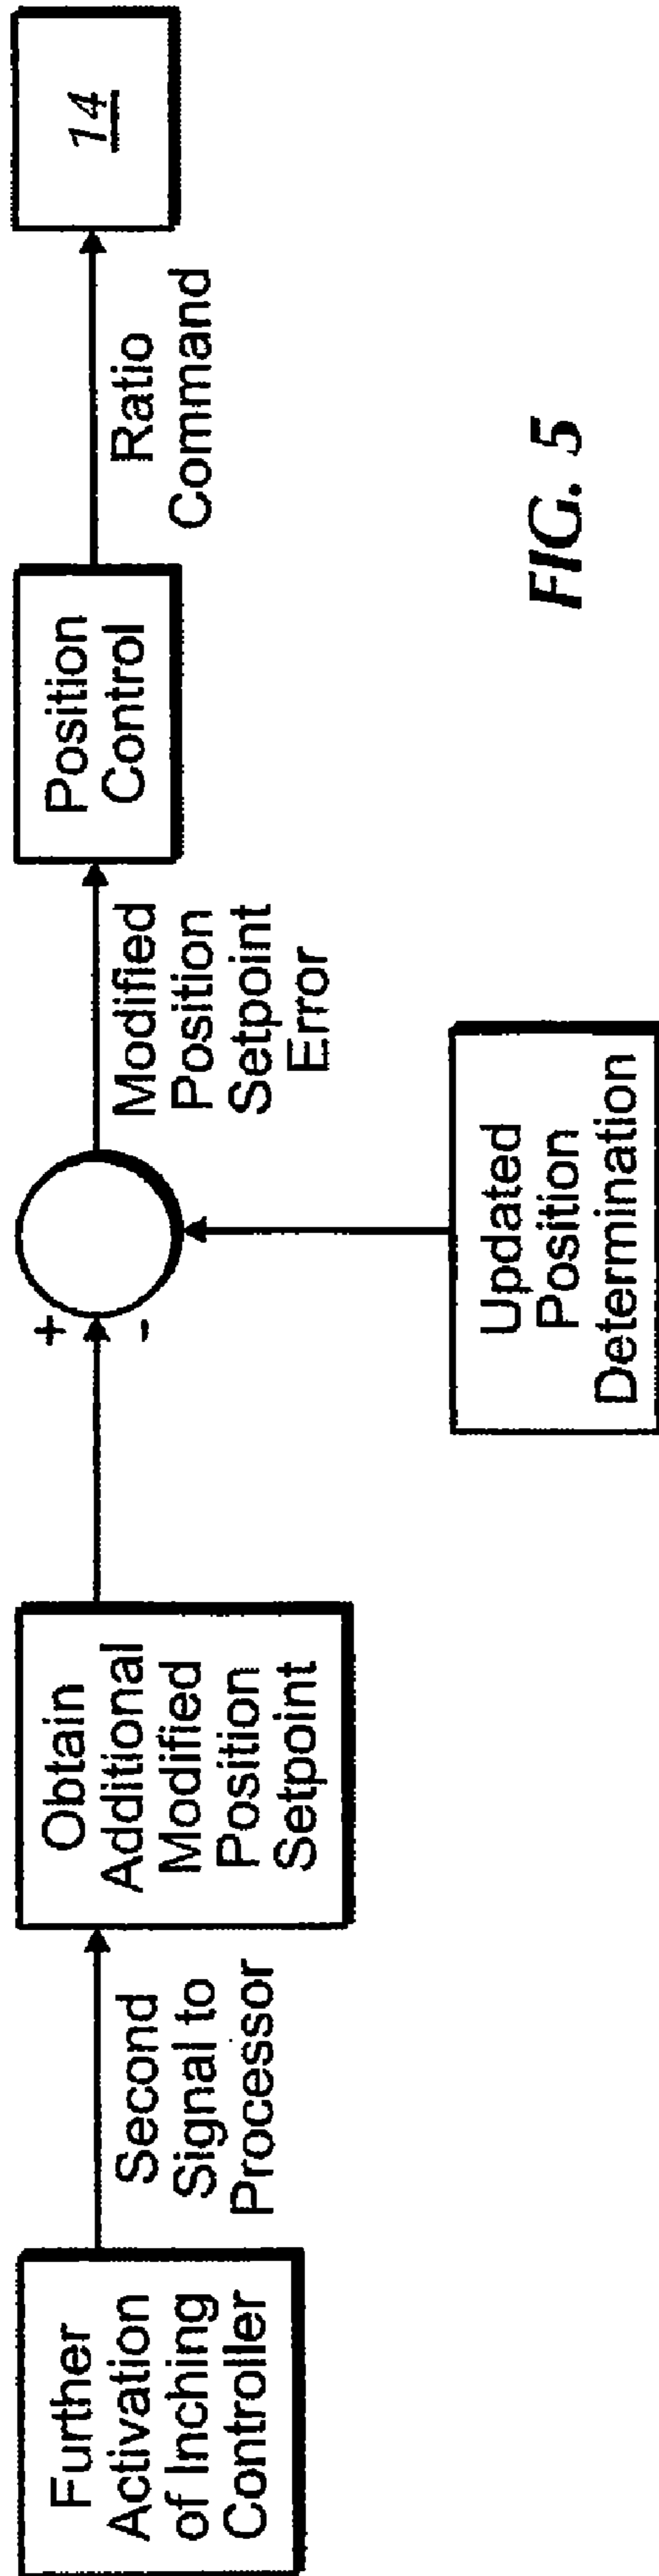 Further
Activation
of Inching
Controller
Second
Signal to
Processor
Obtain
Additional
Modified
Position
Setpoint
+
-
Updated
Position
Determination
Modified
Position
Setpoint
Error
Position
Control
Ratio
Command
14
FIG. 5